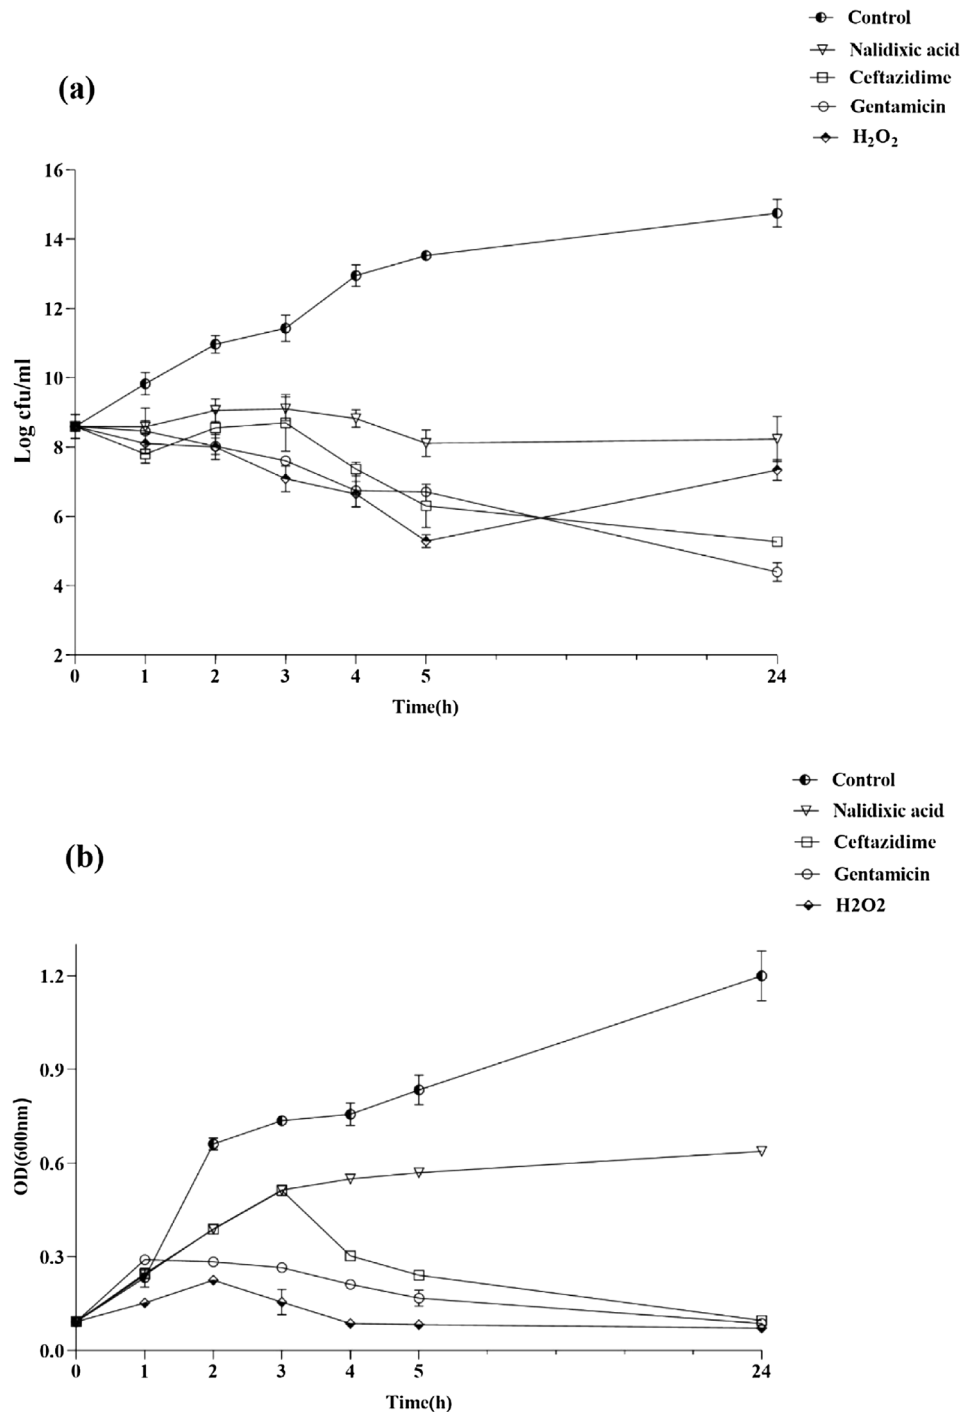 Control
Nalidixic acid
Ceftazidime
Gentamicin
H₂O₂
(a)
16
14
12
10
8
6
4
2
Log cfu/ml
0 1 2 3 4 5 24
Time(h)
Control
Nalidixic acid
Ceftazidime
Gentamicin
H2O2
(b)
1.2
0.9
0.6
0.3
0.0
OD(600nm)
0 1 2 3 4 5 24
Time(h)